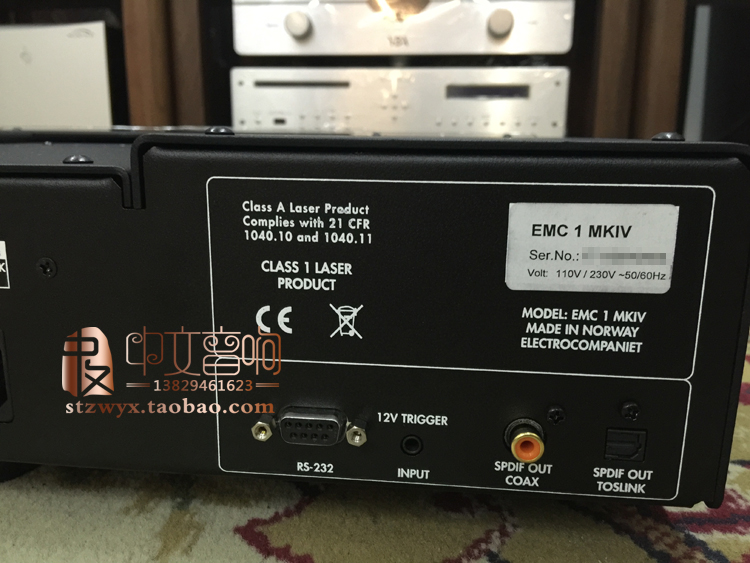 Class A Laser Product
Complies with 21 CFR
1040.10 and 1040.11
CLASS 1 LASER
PRODUCT
CE
EMC 1 MKIV
Ser.No.:
Volt: 110V / 230V ~50/60Hz
MODEL: EMC 1 MKIV
MADE IN NORWAY
ELECTROCOMPANIET
中文音响
13829461623
stzwyx.taobao.com
RS-232
12V TRIGGER
INPUT
SPDIF OUT
COAX
SPDIF OUT
TOSLINK